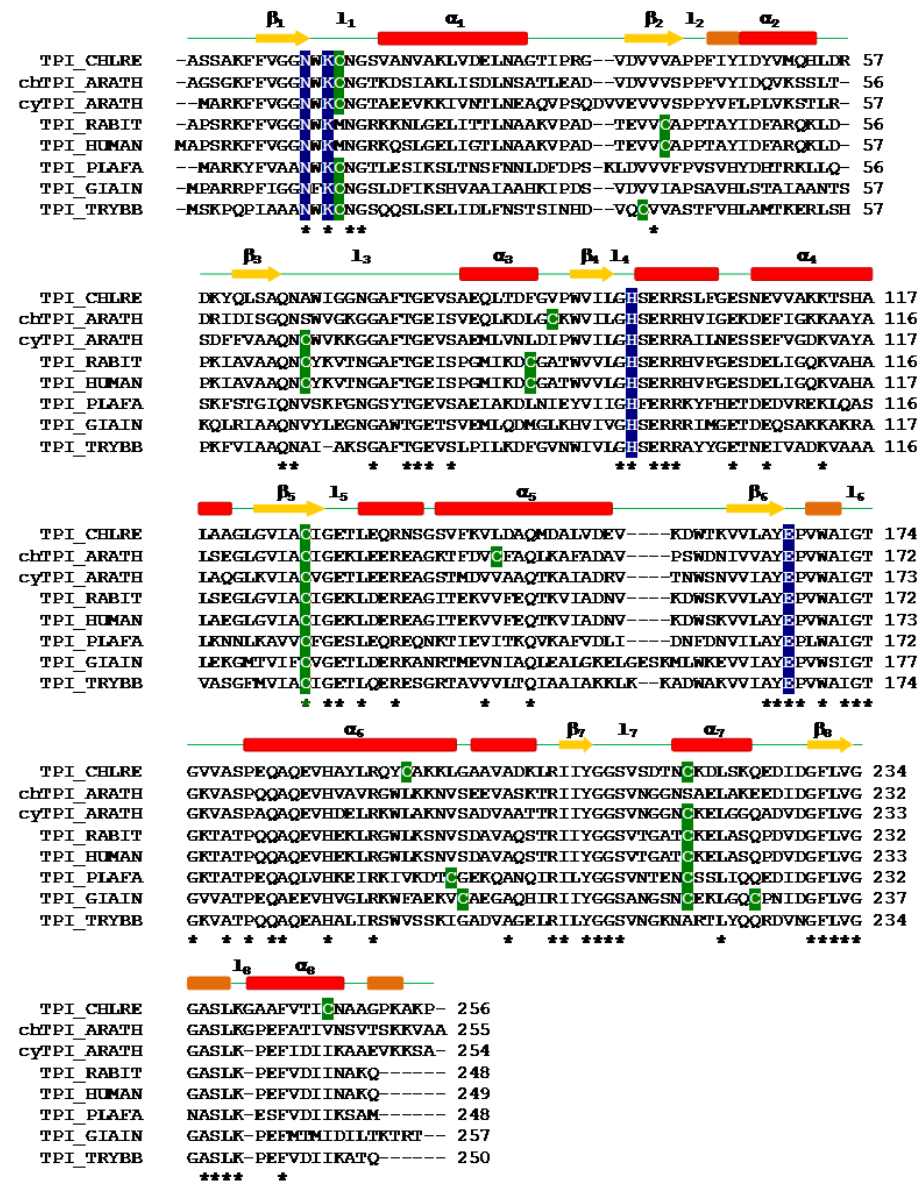 β₁ l₁ α₁ β₂ l₂ α₂
TPI_CHLRE -ASSAKFFVGGNWKCNGSVANVAKLVDELNAGTIPRG--VDVVVAPPFIYIDYVMQHLDR 57
chTPI_ARATH -AGSGKFFVGGNWKCNGTKDSIAKLISDLNSATLEAD--VDVVVSPPFVYIDQVKSSLT- 56
cyTPI_ARATH --MARKFFVGGNWKCNGTAEEVKKIVNTLNEAQVPSQDVVEVVVSPPYVFLPLVKSTLR- 57
TPI_RABIT -APSRKFFVGGNWKMNGRKKNLGELITTLNAAKVPAD--TEVVCAPPTAYIDFARQKLD- 56
TPI_HUMAN MAPSRKFFVGGNWKMNGRKQSLGELIGTLNAAKVPAD--TEVVCAPPTAYIDFARQKLD- 57
TPI_PLAFA --MARKYFVAANWKCNGTLESIKSLTNSFNNLDFDPSKLDVVVFPVSVHYDHTRKLLQ- 56
TPI_GIAIN -MPARRPFIGGNFKCNGSLDFIKSHVAAIAAHKIPDS--VDVVIAPSAVHLSTAIAANTS 57
TPI_TRYBB -MSKPQPIAAANWKCNGSQQSLSELIDLFNSTSINHD--VQCVVASTFVHLAMTKERLSH 57
* * ** *
β₃ l₃ α₃ β₄ l₄ α₄
TPI_CHLRE DKYQLSAQNAWIGGNGAFTGEVSAEQLTDFGVPWVILGHSERRSLFGESNEVVAKKTSHA 117
chTPI_ARATH DRIDISGQNSWVGKGGAFTGEISVEQLKDLGCKWVILGHSERRHVIGEKDEFIGKKAAYA 116
cyTPI_ARATH SDFFVAAQNCWVKKGGAFTGEVSAEMLVNLDIPWVILGHSERRAILNESSEFVGDKVAYA 117
TPI_RABIT PKIAVAAQNCYKVTNGAFTGEISPGMIKDCGATWVVLGHSERRHVFGESDELIGQKVAHA 116
TPI_HUMAN PKIAVAAQNCYKVTNGAFTGEISPGMIKDCGATWVVLGHSERRHVFGESDELIGQKVAHA 117
TPI_PLAFA SKFSTGIQNVSKFGNGSYTGEVSAEIAKDLNIEYVIIGHFERRKYFHETDEDVREKLQAS 116
TPI_GIAIN KQLRIAAQNVYLEGNGAWTGETSVEMLQDMGLKHVIVGHSERRRIMGETDEQSAKKAKRA 117
TPI_TRYBB PKFVIAAQNAI-AKSGAFTGEVSLPILKDFGVNWIVLGHSERRAYYGETNEIVADKVAAA 116
** * *** * ** *** * * *
β₅ l₅ α₅ β₆ l₆
TPI_CHLRE LAAGLGVIACIGETLEQRNSGSVFKVLDAQMDALVDEV----KDWTKVVLAYEPVWAIGT 174
chTPI_ARATH LSEGLGVIACIGEKLEEREAGKTFDVCFAQLKAFADAV----PSWDNIVVAYEPVWAIGT 172
cyTPI_ARATH LAQGLKVIACVGETLEEREAGSTMDVVAAQTKAIADRV----TNWSNVVIAYEPVWAIGT 173
TPI_RABIT LSEGLGVIACIGEKLDEREAGITEKVVFEQTKVIADNV----KDWSKVVLAYEPVWAIGT 172
TPI_HUMAN LAEGLGVIACIGEKLDEREAGITEKVVFEQTKVIADNV----KDWSKVVLAYEPVWAIGT 173
TPI_PLAFA LKNNLKAVVCFGESLEQREQNKTIEVITKQVKAFVDLI----DNFDNVILAYEPLWAIGT 172
TPI_GIAIN LEKGMTVIFCVGETLDERKANRTMEVNIAQLEALGKELGESKMLWKEVVIAYEPVWSIGT 177
TPI_TRYBB VASGFMVIACIGETLQERESGRTAVVVLTQIAAIAKKLK--KADWAKVVIAYEPVWAIGT 174
* ** * * * * **** * ***
α₆ β₇ l₇ α₇ β₈
TPI_CHLRE GVVASPEQAQEVHAYLRQYCAKKLGAAVADKLRIIYGGSVSDTNCKDLSKQEDIDGFLVG 234
chTPI_ARATH GKVASPQQAQEVHVAVRGWLKKNVSEEVASKTRIIYGGSVNGGNSAELAKEEDIDGFLVG 232
cyTPI_ARATH GKVASPAQAQEVHDELRKWLAKNVSADVAATTRIIYGGSVNGGNCKELGGQADVDGFLVG 233
TPI_RABIT GKTATPQQAQEVHEKLRGWLKSNVSDAVAQSTRIIYGGSVTGATCKELASQPDVDGFLVG 232
TPI_HUMAN GKTATPQQAQEVHEKLRGWLKSNVSDAVAQSTRIIYGGSVTGATCKELASQPDVDGFLVG 233
TPI_PLAFA GKTATPEQAQLVHKEIRKIVKDTCGEKQANQIRILYGGSVNTENCSSLIQQEDIDGFLVG 232
TPI_GIAIN GVVATPEQAEEVHVGLRKWFAEKVCAEGAQHIRIIYGGSANGSNCEKLGQCPNIDGFLVG 237
TPI_TRYBB GKVATPQQAQEAHALIRSWVSSKIGADVAGELRILYGGSVNGKNARTLYQQRDVNGFLVG 234
* * * ** * * ** **** * *****
l₈ α₈
TPI_CHLRE GASLKGAAFVTICNAAGPKAKP- 256
chTPI_ARATH GASLKGPEFATIVNSVTSKKVAA 255
cyTPI_ARATH GASLK-PEFIDIIKAAEVKKSA- 254
TPI_RABIT GASLK-PEFVDIINAKQ------ 248
TPI_HUMAN GASLK-PEFVDIINAKQ------ 249
TPI_PLAFA NASLK-ESFVDIIKSAM------ 248
TPI_GIAIN GASLK-PEFMTMIDILTKTRT-- 257
TPI_TRYBB GASLK-PEFVDIIKATQ------ 250
**** *